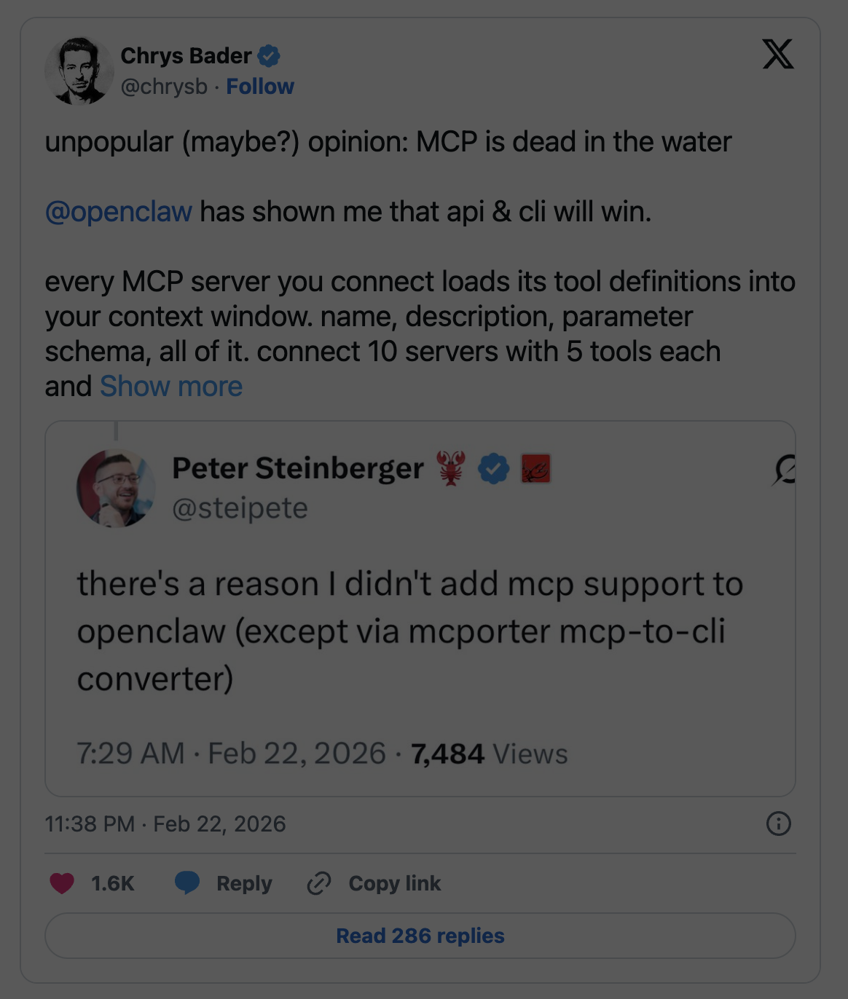 Chrys Bader
@chrysb · Follow
unpopular (maybe?) opinion: MCP is dead in the water
@openclaw has shown me that api & cli will win.
every MCP server you connect loads its tool definitions into
your context window. name, description, parameter
schema, all of it. connect 10 servers with 5 tools each
and Show more
Peter Steinberger 🦞
@steipete
there's a reason I didn't add mcp support to
openclaw (except via mcporter mcp-to-cli
converter)
7:29 AM · Feb 22, 2026 · 7,484 Views
11:38 PM · Feb 22, 2026
1.6K Reply Copy link
Read 286 replies